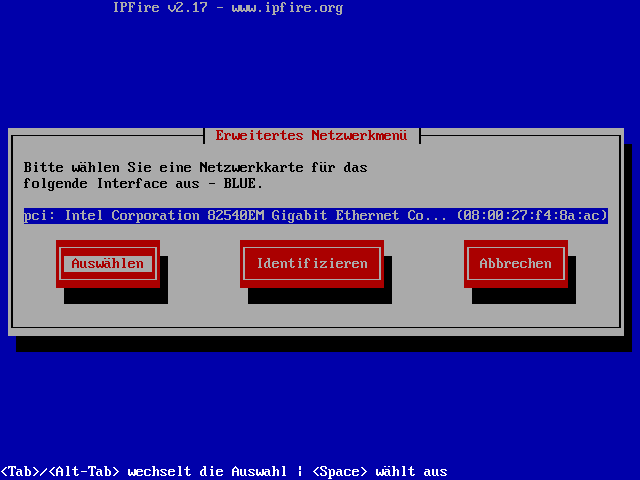 IPFire v2.17 - www.ipfire.org
Erweitertes Netzwerkmenü
Bitte wählen Sie eine Netzwerkkarte für das
folgende Interface aus - BLUE.
pci: Intel Corporation 82540EM Gigabit Ethernet Co... (08:00:27:f4:8a:ac)
Auswählen Identifizieren Abbrechen
<Tab>/<Alt-Tab> wechselt die Auswahl | <Space> wählt aus